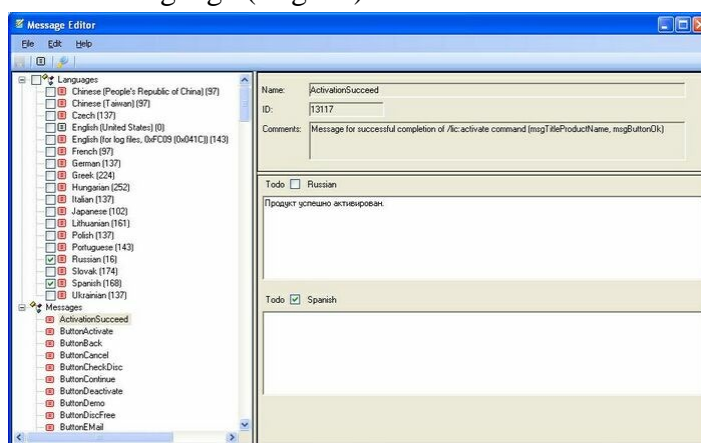 Message Editor
File Edit Help
Languages
Chinese (People's Republic of China) (97)
Chinese (Taiwan) (97)
Czech (137)
English (United States) (0)
English (for log files, 0xFC09 (0x041C)) (143)
French (97)
German (137)
Greek (224)
Hungarian (252)
Italian (137)
Japanese (102)
Lithuanian (161)
Polish (137)
Portuguese (143)
Russian (16)
Slovak (174)
Spanish (168)
Ukrainian (137)
Messages
ActivationSucceed
ButtonActivate
ButtonBack
ButtonCancel
ButtonCheckDisc
ButtonContinue
ButtonDeactivate
ButtonDemo
ButtonDiscFree
ButtonEMail
Name: ActivationSucceed
ID: 13117
Comments: Message for successful completion of /lic:activate command (msgTitleProductName, msgButtonOk)
Todo Russian
Продукт успешно активирован.
Todo Spanish